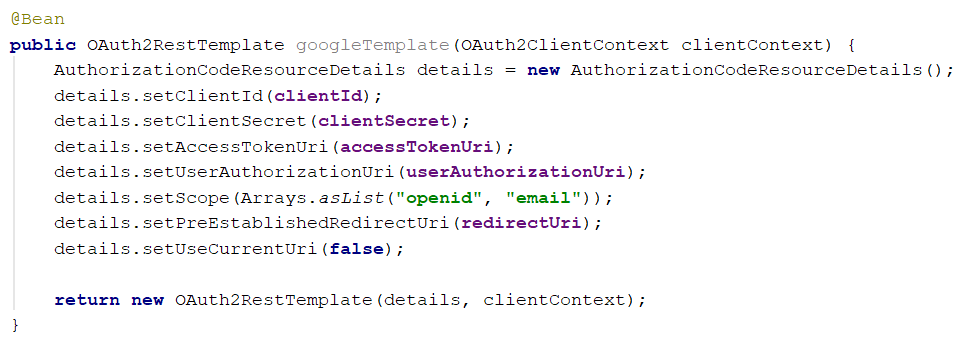 @Bean
public OAuth2RestTemplate googleTemplate(OAuth2ClientContext clientContext) {
    AuthorizationCodeResourceDetails details = new AuthorizationCodeResourceDetails();
    details.setClientId(clientId);
    details.setClientSecret(clientSecret);
    details.setAccessTokenUri(accessTokenUri);
    details.setUserAuthorizationUri(userAuthorizationUri);
    details.setScope(Arrays.asList("openid", "email"));
    details.setPreEstablishedRedirectUri(redirectUri);
    details.setUseCurrentUri(false);

    return new OAuth2RestTemplate(details, clientContext);
}